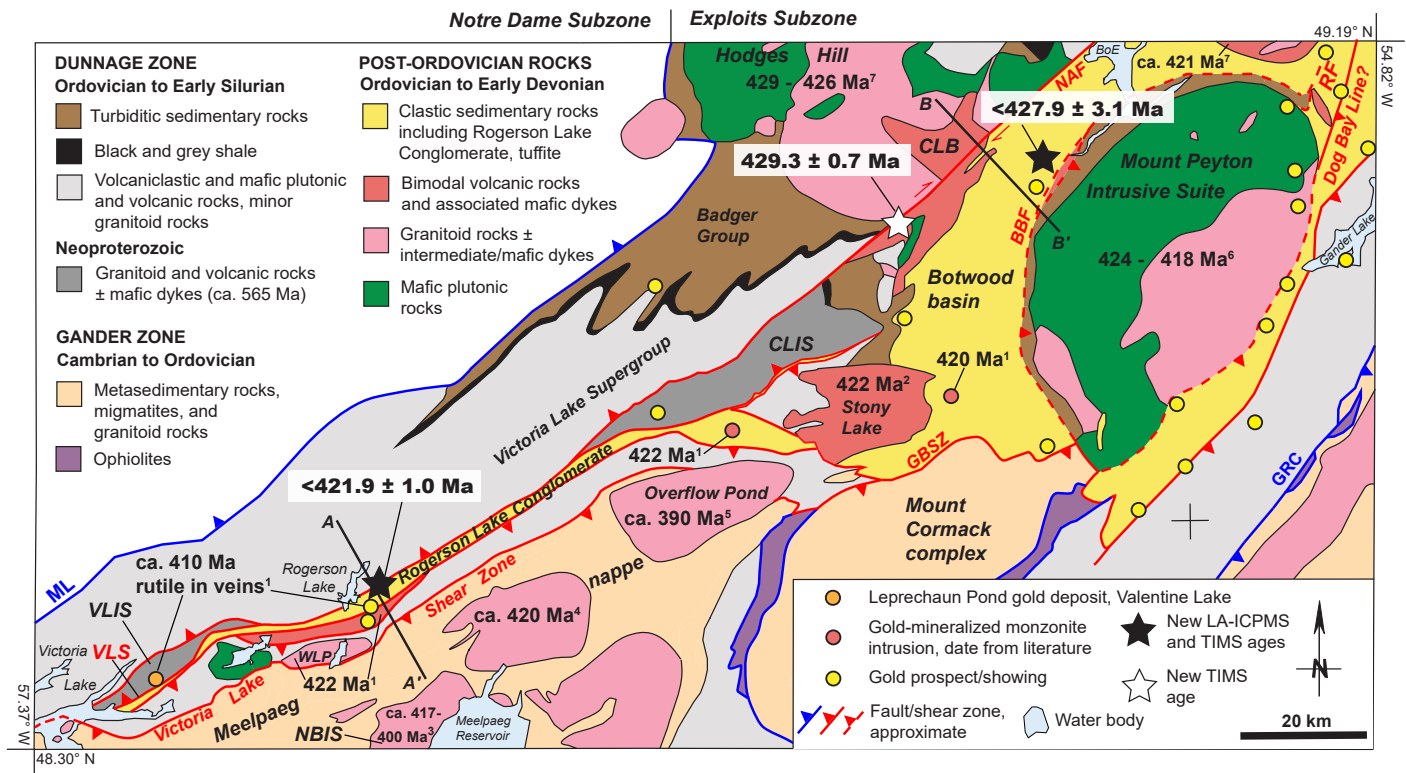 Notre Dame Subzone
Exploits Subzone
49.19° N
54.82° W
DUNNAGE ZONE
Ordovician to Early Silurian
Turbiditic sedimentary rocks
Black and grey shale
Volcaniclastic and mafic plutonic
and volcanic rocks, minor
granitoid rocks
Neoproterozoic
Granitoid and volcanic rocks
± mafic dykes (ca. 565 Ma)
GANDER ZONE
Cambrian to Ordovician
Metasedimentary rocks,
migmatites, and
granitoid rocks
Ophiolites
POST-ORDOVICIAN ROCKS
Ordovician to Early Devonian
Clastic sedimentary rocks
including Rogerson Lake
Conglomerate, tuffite
Bimodal volcanic rocks
and associated mafic dykes
Granitoid rocks ±
intermediate/mafic dykes
Mafic plutonic
rocks
Hodges Hill
429 - 426 Ma⁷
BoE
NAF
ca. 421 Ma⁷
RF
Dog Bay Line?
B
<427.9 ± 3.1 Ma
CLB
429.3 ± 0.7 Ma
Mount Peyton
Intrusive Suite
Badger
Group
BBF
B'
Gander Lake
424 - 418 Ma⁶
Botwood
basin
CLIS
420 Ma¹
Victoria Lake Supergroup
422 Ma²
Stony
Lake
422 Ma¹
GBSZ
GRC
<421.9 ± 1.0 Ma
Overflow Pond
ca. 390 Ma⁵
Mount
Cormack
complex
A
Rogerson Lake Conglomerate
ca. 410 Ma
rutile in veins¹
Rogerson
Lake
nappe
ML
Shear Zone
VLIS
ca. 420 Ma⁴
Victoria
Lake
VLS
WLP
422 Ma¹
A'
Victoria Lake
Meelpaeg
NBIS
ca. 417-
400 Ma³
Meelpaeg
Reservoir
57.37° W
48.30° N
Leprechaun Pond gold deposit, Valentine Lake
Gold-mineralized monzonite
intrusion, date from literature
Gold prospect/showing
Fault/shear zone,
approximate
Water body
New LA-ICPMS
and TIMS ages
New TIMS
age
N
20 km